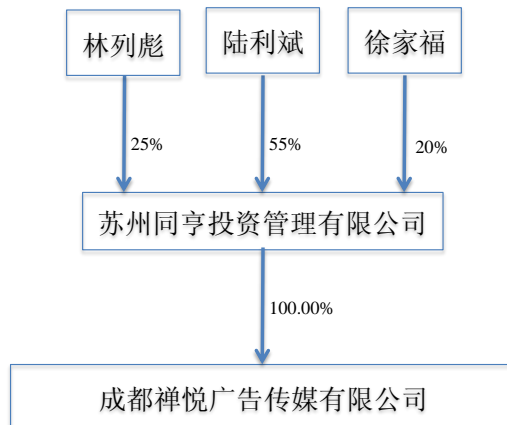 林列彪
陆利斌
徐家福
25%
55%
20%
苏州同亨投资管理有限公司
100.00%
成都禅悦广告传媒有限公司